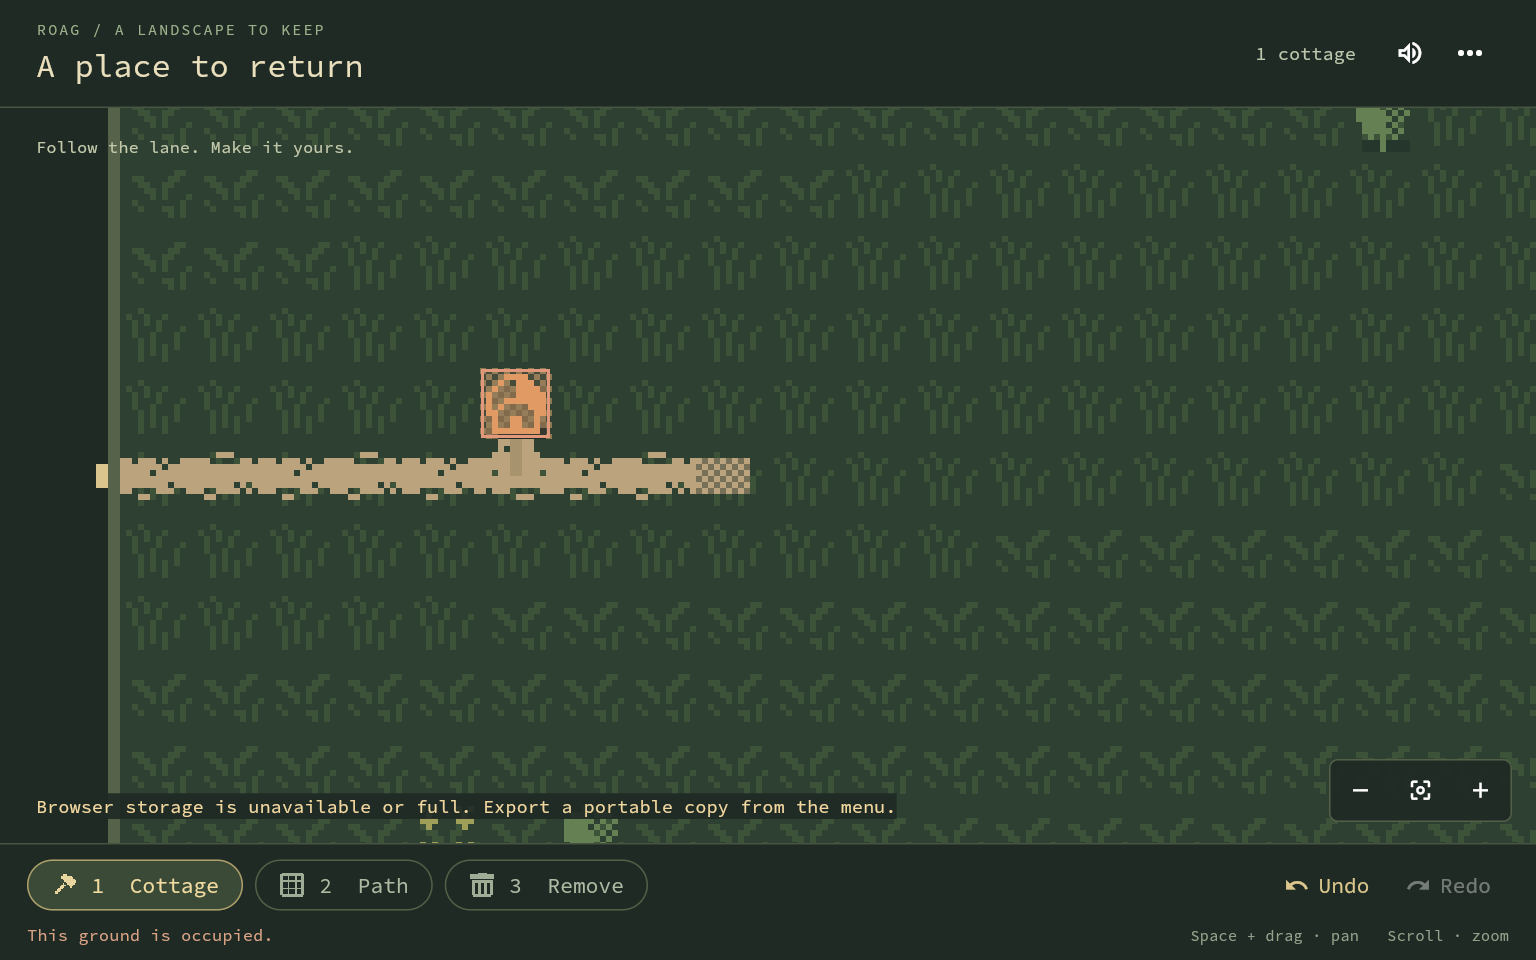 ROAG / A LANDSCAPE TO KEEP
A place to return
1 cottage
Follow the lane. Make it yours.
Browser storage is unavailable or full. Export a portable copy from the menu.
1 Cottage
2 Path
3 Remove
Undo
Redo
This ground is occupied.
Space + drag · pan
Scroll · zoom